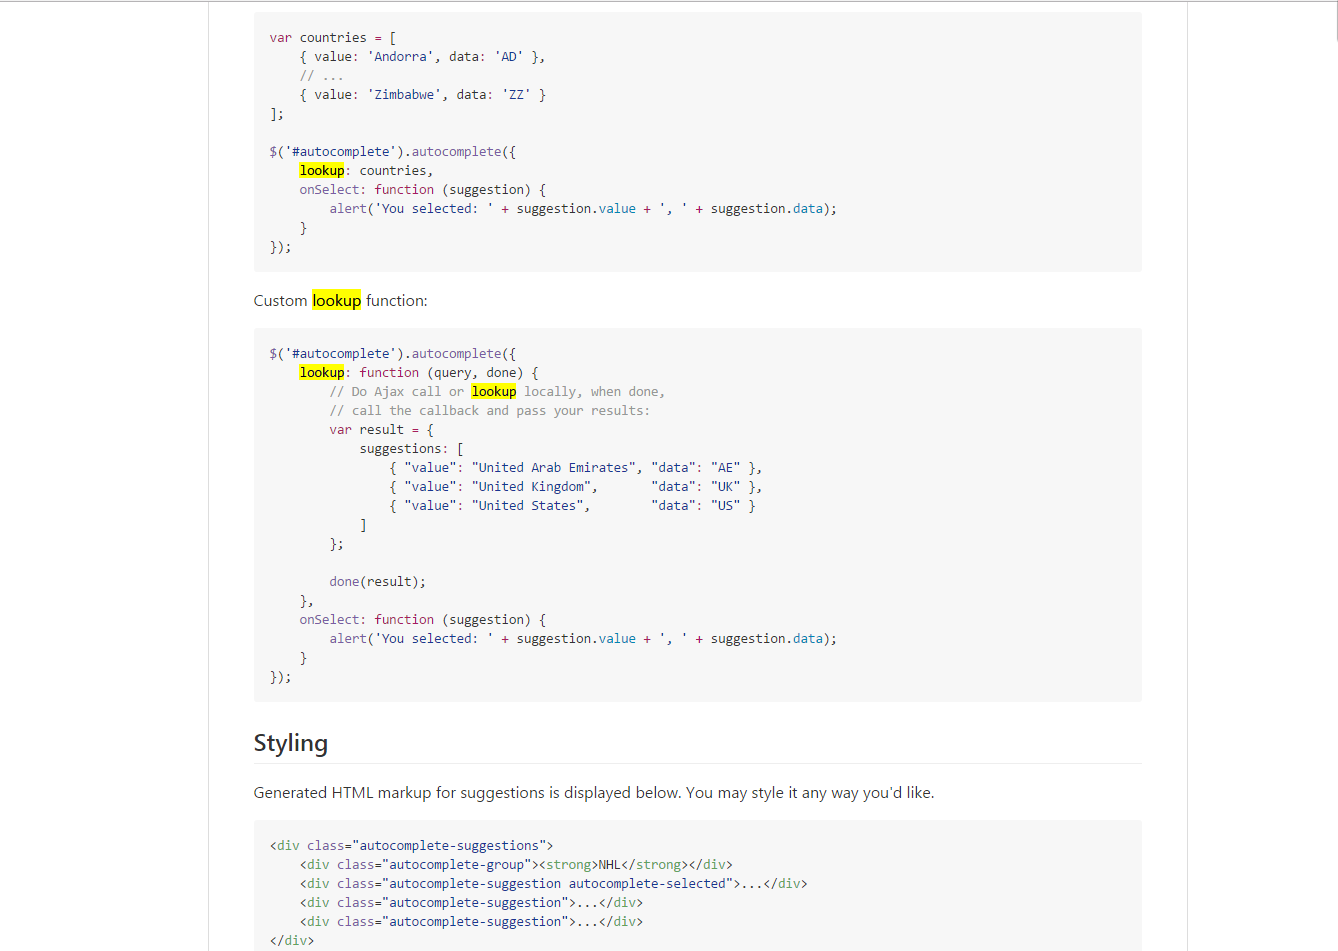 var countries = [
    { value: 'Andorra', data: 'AD' },
    // ...
    { value: 'Zimbabwe', data: 'ZZ' }
];

$('#autocomplete').autocomplete({
    lookup: countries,
    onSelect: function (suggestion) {
        alert('You selected: ' + suggestion.value + ', ' + suggestion.data);
    }
});
Custom lookup function:
$('#autocomplete').autocomplete({
    lookup: function (query, done) {
        // Do Ajax call or lookup locally, when done,
        // call the callback and pass your results:
        var result = {
            suggestions: [
                { "value": "United Arab Emirates", "data": "AE" },
                { "value": "United Kingdom",       "data": "UK" },
                { "value": "United States",        "data": "US" }
            ]
        };

        done(result);
    },
    onSelect: function (suggestion) {
        alert('You selected: ' + suggestion.value + ', ' + suggestion.data);
    }
});
Styling
Generated HTML markup for suggestions is displayed below. You may style it any way you'd like.
<div class="autocomplete-suggestions">
    <div class="autocomplete-group"><strong>NHL</strong></div>
    <div class="autocomplete-suggestion autocomplete-selected">...</div>
    <div class="autocomplete-suggestion">...</div>
    <div class="autocomplete-suggestion">...</div>
</div>